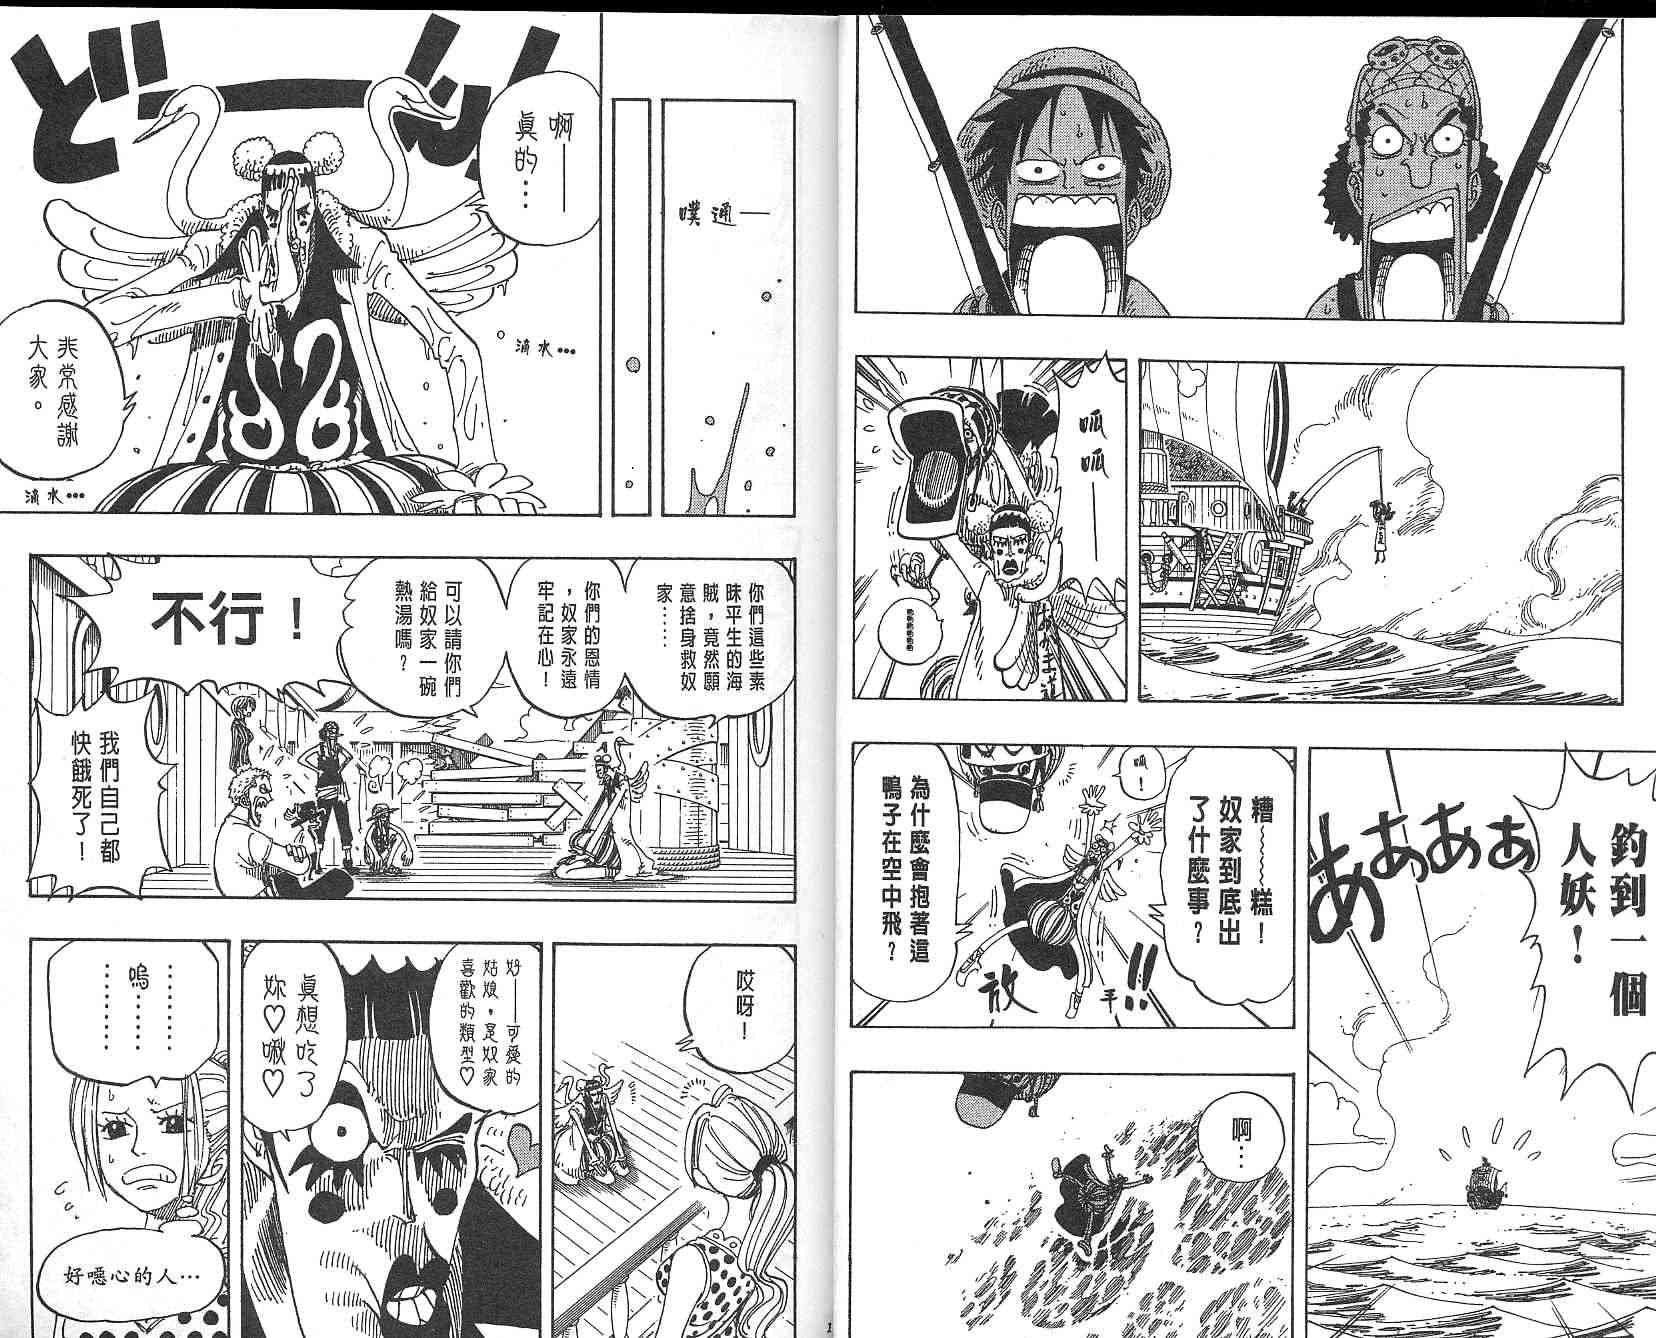 呱
呱
——
釣到一個
人妖！
あぁぁぁぁ
糟～～～糕！
奴家到底出
了什麼事？
呱！
為什麼會抱著這
鴨子在空中飛？
放
手
!!
啊…
噗通—
啊——
真的…
非常感謝
大家。
滴水…
滴水…
你們這些素
昧平生的海
賊，竟然願
意捨身救奴
家……
你們的恩情
，奴家永遠
牢記在心！
可以請你們
給奴家一碗
熱湯嗎？
不行！
我們自己都
快餓死了！
哎呀！
好——可愛的
姑娘，是奴家
喜歡的類型♡
真想吃了
妳♡啾♡
………
嗚……
………
好噁心的人…